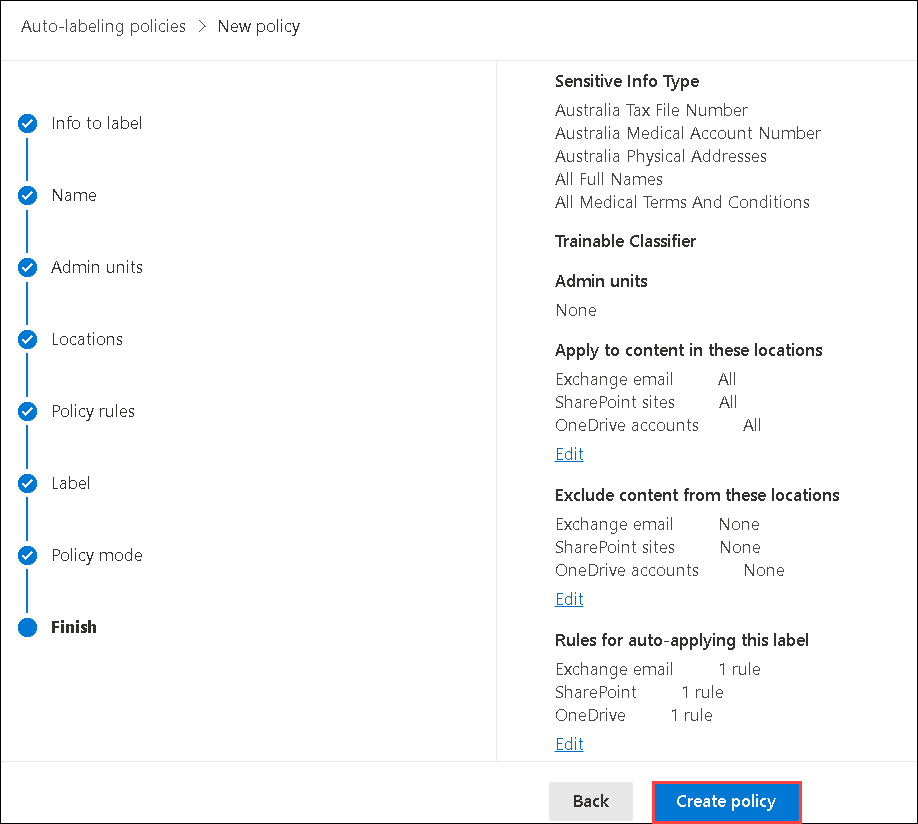 Auto-labeling policies > New policy
Info to label
Name
Admin units
Locations
Policy rules
Label
Policy mode
Finish
Sensitive Info Type
Australia Tax File Number
Australia Medical Account Number
Australia Physical Addresses
All Full Names
All Medical Terms And Conditions
Trainable Classifier
Admin units
None
Apply to content in these locations
Exchange email All
SharePoint sites All
OneDrive accounts All
Edit
Exclude content from these locations
Exchange email None
SharePoint sites None
OneDrive accounts None
Edit
Rules for auto-applying this label
Exchange email 1 rule
SharePoint 1 rule
OneDrive 1 rule
Edit
Back Create policy